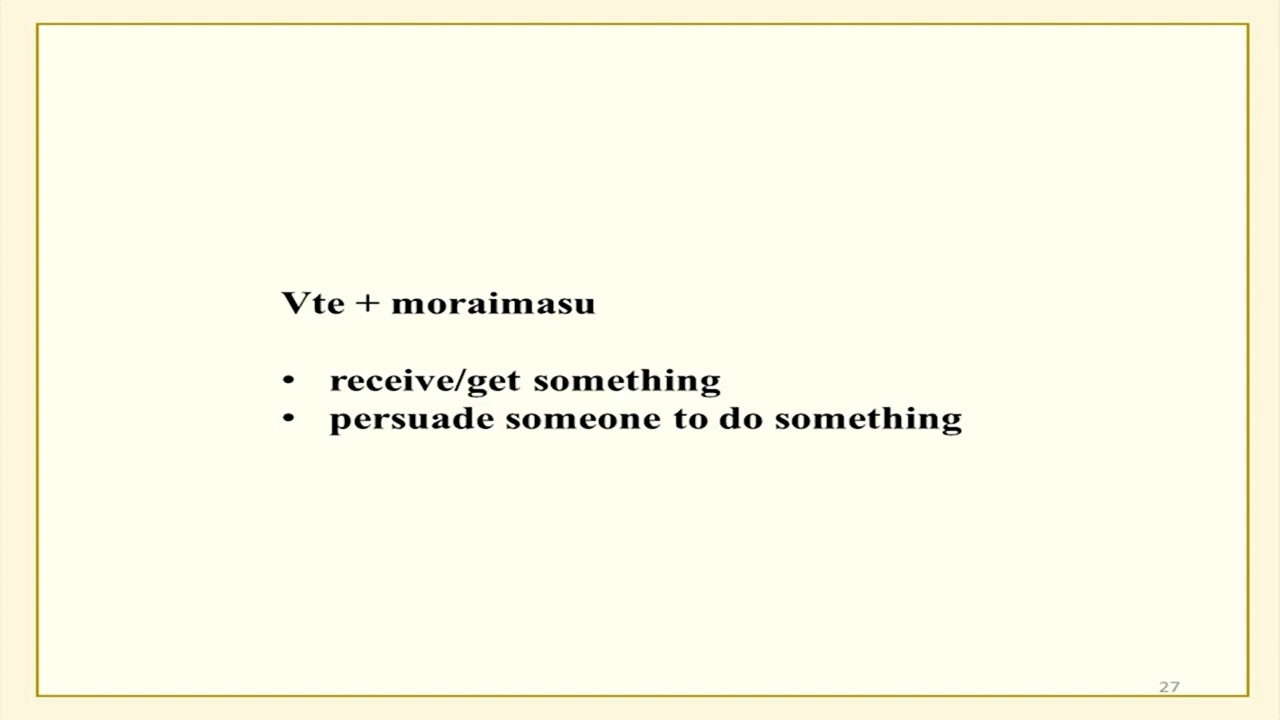 Vte + moraimasu
• receive/get something
• persuade someone to do something
27